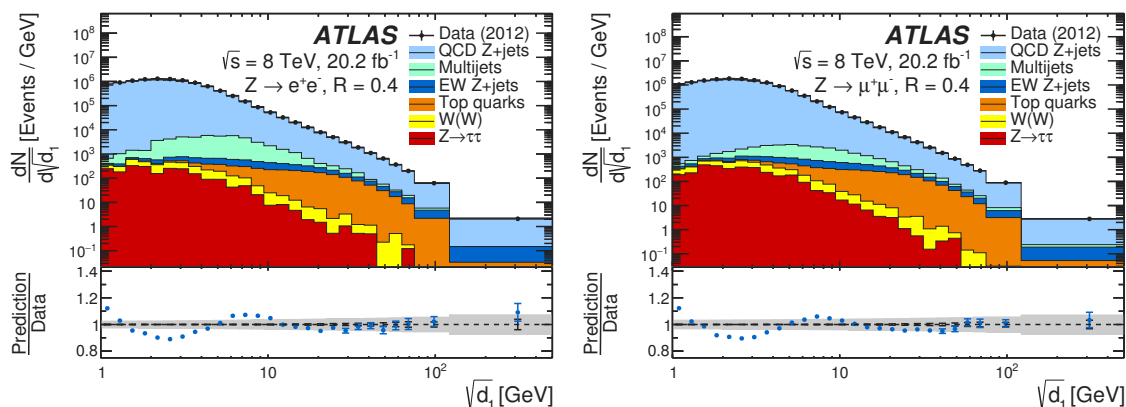 ATLAS
√s = 8 TeV, 20.2 fb⁻¹
Z → e⁺e⁻, R = 0.4
Data (2012)
QCD Z+jets
Multijets
EW Z+jets
Top quarks
W(W)
Z→ττ
dN/d√d₁ [Events / GeV]
10⁸
10⁷
10⁶
10⁵
10⁴
10³
10²
10
1
10⁻¹
Prediction
Data
1.4
1.2
1
0.8
1 10 10²
√d₁ [GeV]
ATLAS
√s = 8 TeV, 20.2 fb⁻¹
Z → μ⁺μ⁻, R = 0.4
Data (2012)
QCD Z+jets
Multijets
EW Z+jets
Top quarks
W(W)
Z→ττ
dN/d√d₁ [Events / GeV]
10⁸
10⁷
10⁶
10⁵
10⁴
10³
10²
10
1
10⁻¹
Prediction
Data
1.4
1.2
1
0.8
1 10 10²
√d₁ [GeV]